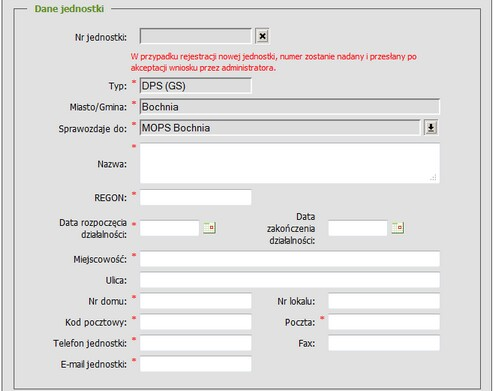 Dane jednostki
Nr jednostki:
W przypadku rejestracji nowej jednostki, numer zostanie nadany i przesłany po
akceptacji wniosku przez administratora.
Typ: * DPS (GS)
Miasto/Gmina: * Bochnia
Sprawozdaje do: * MOPS Bochnia
Nazwa: *
REGON: *
Data rozpoczęcia
działalności: *
Data
zakończenia
działalności:
Miejscowość: *
Ulica:
Nr domu: * Nr lokalu:
Kod pocztowy: * Poczta: *
Telefon jednostki: * Fax:
E-mail jednostki: *